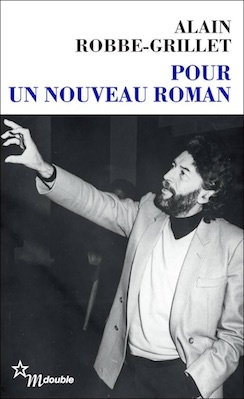 ALAIN
ROBBE-GRILLET
POUR
UN NOUVEAU ROMAN
M double